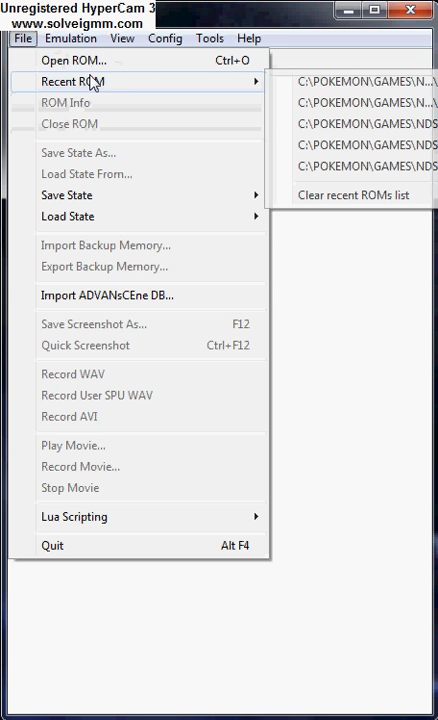 Unregistered HyperCam 3
www.solveigmm.com
File Emulation View Config Tools Help
Open ROM... Ctrl+O
Recent ROM
C:\POKEMON\GAMES\N...
ROM Info
C:\POKEMON\GAMES\N...
Close ROM
C:\POKEMON\GAMES\NDS
Save State As...
C:\POKEMON\GAMES\NDS
Load State From...
C:\POKEMON\GAMES\NDS
Save State
Clear recent ROMs list
Load State
Import Backup Memory...
Export Backup Memory...
Import ADVANsCEne DB...
Save Screenshot As... F12
Quick Screenshot Ctrl+F12
Record WAV
Record User SPU WAV
Record AVI
Play Movie...
Record Movie...
Stop Movie
Lua Scripting
Quit Alt F4